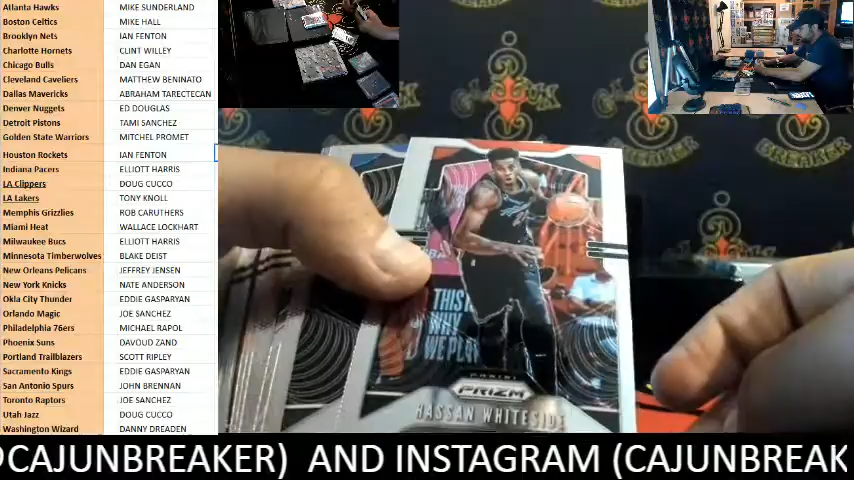 Atlanta Hawks MIKE SUNDERLAND
Boston Celtics MIKE HALL
Brooklyn Nets IAN FENTON
Charlotte Hornets CLINT WILLEY
Chicago Bulls DAN EGAN
Cleveland Cavaliers MATTHEW BENINATO
Dallas Mavericks ABRAHAM TARECTECAN
Denver Nuggets ED DOUGLAS
Detroit Pistons TAMI SANCHEZ
Golden State Warriors MITCHEL PROMET
Houston Rockets IAN FENTON
Indiana Pacers ELLIOTT HARRIS
LA Clippers DOUG CUCCO
LA Lakers TONY KNOLL
Memphis Grizzlies ROB CARUTHERS
Miami Heat WALLACE LOCKHART
Milwaukee Bucs ELLIOTT HARRIS
Minnesota Timberwolves BLAKE DEIST
New Orleans Pelicans JEFFREY JENSEN
New York Knicks NATE ANDERSON
Okla City Thunder EDDIE GASPARYAN
Orlando Magic JOE SANCHEZ
Philadelphia 76ers MICHAEL RAPOL
Phoenix Suns DAVOUD ZAND
Portland Trailblazers SCOTT RIPLEY
Sacramento Kings EDDIE GASPARYAN
San Antonio Spurs JOHN BRENNAN
Toronto Raptors JOE SANCHEZ
Utah Jazz DOUG CUCCO
Washington Wizard DANNY DREADEN
CAJUN
BREAKER
THIS
WE PLA
PANINI
PRIZM
HASSAN WHITESIDE
@CAJUNBREAKER) AND INSTAGRAM (CAJUNBREAK